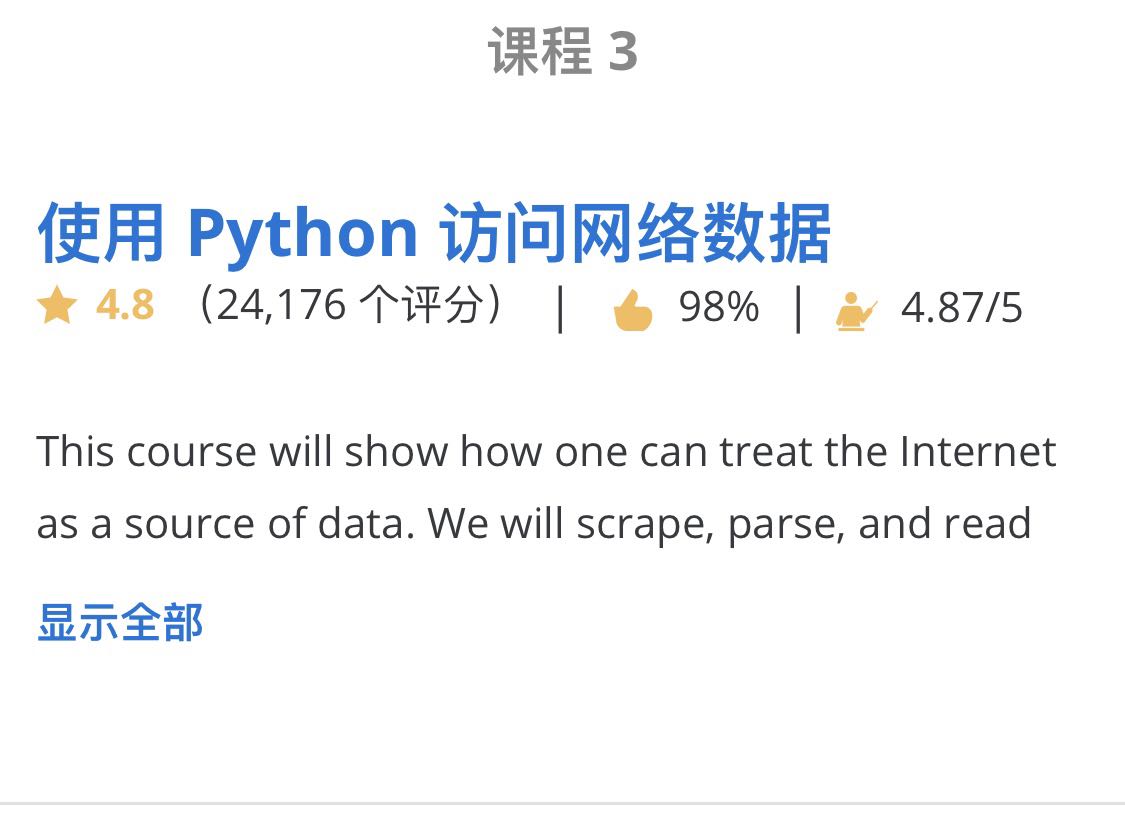 课程 3
使用 Python 访问网络数据
4.8 （24,176 个评分） | 98% | 4.87/5
This course will show how one can treat the Internet
as a source of data. We will scrape, parse, and read
显示全部